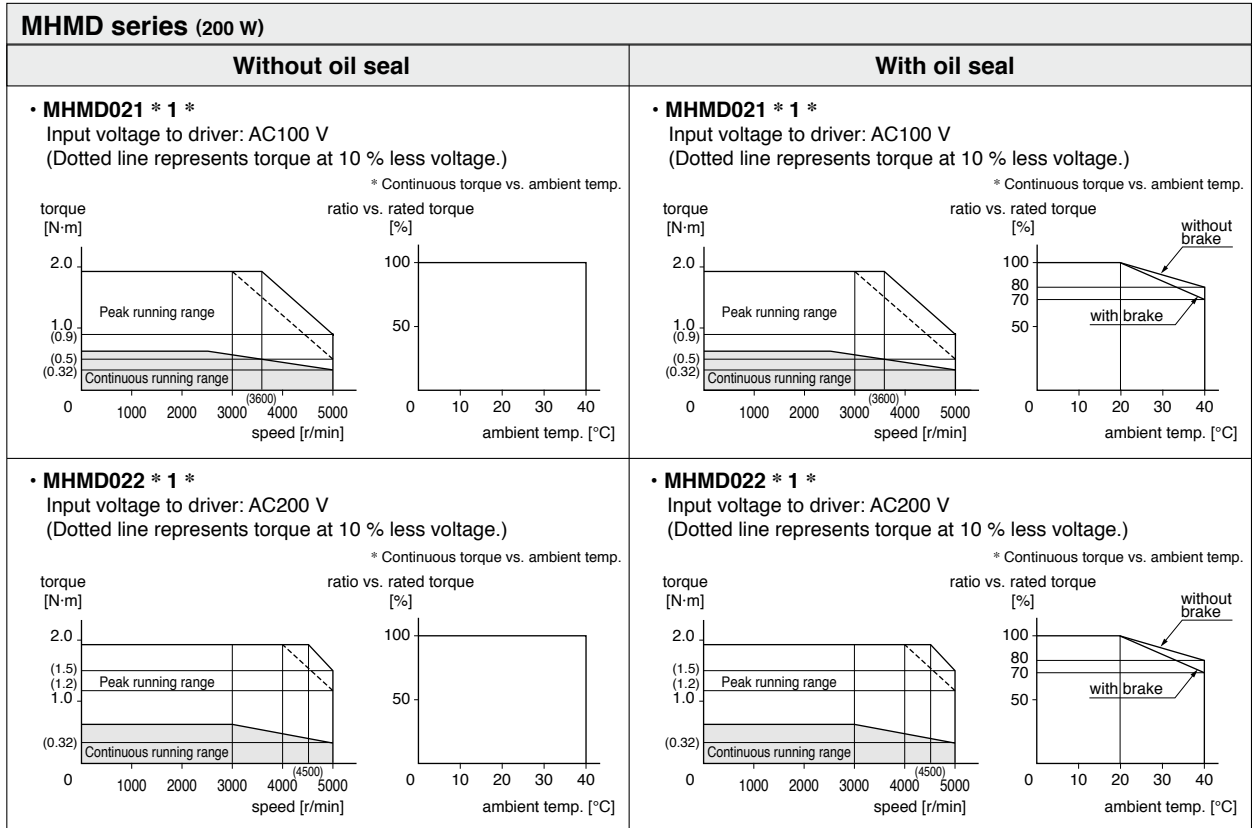 MHMD series (200 W)
Without oil seal
With oil seal
・MHMD021 * 1 *
Input voltage to driver: AC100 V
(Dotted line represents torque at 10 % less voltage.)
* Continuous torque vs. ambient temp.
torque
[N·m]
ratio vs. rated torque
[%]
2.0
1.0
(0.9)
(0.5)
(0.32)
0
Peak running range
Continuous running range
1000 2000 3000 (3600) 4000 5000
speed [r/min]
100
50
0 10 20 30 40
ambient temp. [°C]
・MHMD021 * 1 *
Input voltage to driver: AC100 V
(Dotted line represents torque at 10 % less voltage.)
* Continuous torque vs. ambient temp.
torque
[N·m]
ratio vs. rated torque
[%]
2.0
1.0
(0.9)
(0.5)
(0.32)
0
Peak running range
Continuous running range
1000 2000 3000 (3600) 4000 5000
speed [r/min]
without
brake
100
80
70
50
with brake
0 10 20 30 40
ambient temp. [°C]
・MHMD022 * 1 *
Input voltage to driver: AC200 V
(Dotted line represents torque at 10 % less voltage.)
* Continuous torque vs. ambient temp.
torque
[N·m]
ratio vs. rated torque
[%]
2.0
(1.5)
(1.2)
1.0
(0.32)
0
Peak running range
Continuous running range
1000 2000 3000 4000 (4500) 5000
speed [r/min]
100
50
0 10 20 30 40
ambient temp. [°C]
・MHMD022 * 1 *
Input voltage to driver: AC200 V
(Dotted line represents torque at 10 % less voltage.)
* Continuous torque vs. ambient temp.
torque
[N·m]
ratio vs. rated torque
[%]
2.0
(1.5)
(1.2)
1.0
(0.32)
0
Peak running range
Continuous running range
1000 2000 3000 4000 (4500) 5000
speed [r/min]
without
brake
100
80
70
50
with brake
0 10 20 30 40
ambient temp. [°C]